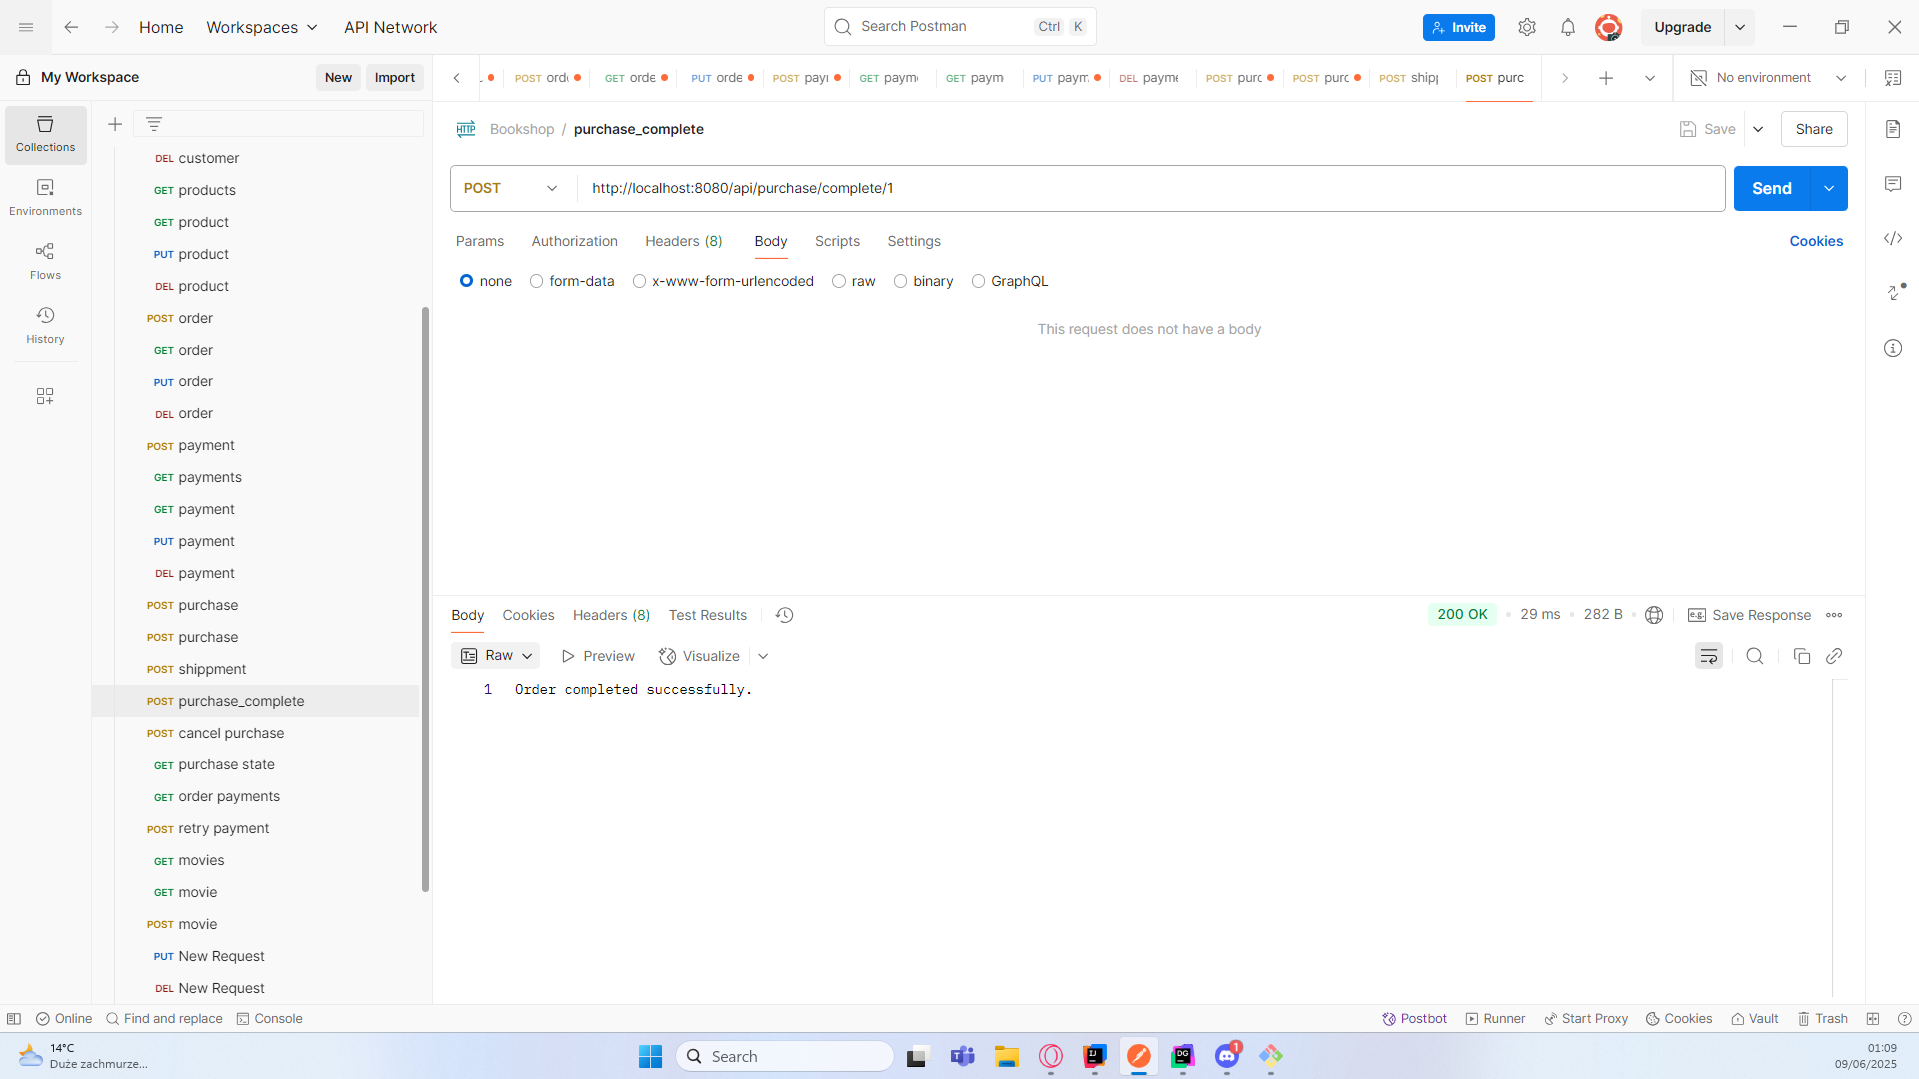 Home
Workspaces
API Network
Search Postman
Ctrl
K
Invite
Upgrade
My Workspace
New
Import
POST
GET orde
PUT orde
POST
GET
GET paym
PUT
DEL payme
POST
POST
POST
POST purc
No environment
Collections
Environments
Flows
History
DEL customer
GET products
GET product
PUT product
DEL product
POST order
GET order
PUT order
DEL order
POST payment
GET payments
GET payment
PUT payment
DEL payment
POST purchase
POST purchase
POST shippment
POST purchase_complete
POST cancel purchase
GET purchase state
GET order payments
POST retry payment
GET movies
GET movie
POST movie
PUT New Request
DEL New Request
HTTP Bookshop / purchase_complete
Save
Share
POST
http://localhost:8080/api/purchase/complete/1
Send
Params
Authorization
Headers (8)
Body
Scripts
Settings
Cookies
none
form-data
x-www-form-urlencoded
raw
binary
GraphQL
This request does not have a body
Body
Cookies
Headers (8)
Test Results
200 OK
29 ms
282 B
e.g. Save Response
Raw
Preview
Visualize
1 Order completed successfully.
Online
Find and replace
Console
Postbot
Runner
Start Proxy
Cookies
Vault
Trash
14°C
Duże zachmurze...
Search
IJ
DG
1
01:09
09/06/2025